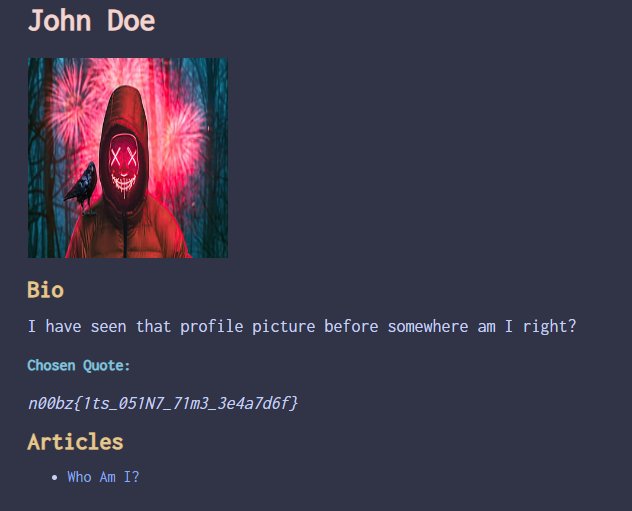 John Doe
Bio
I have seen that profile picture before somewhere am I right?
Chosen Quote:
n00bz{1ts_051N7_71m3_3e4a7d6f}
Articles
Who Am I?